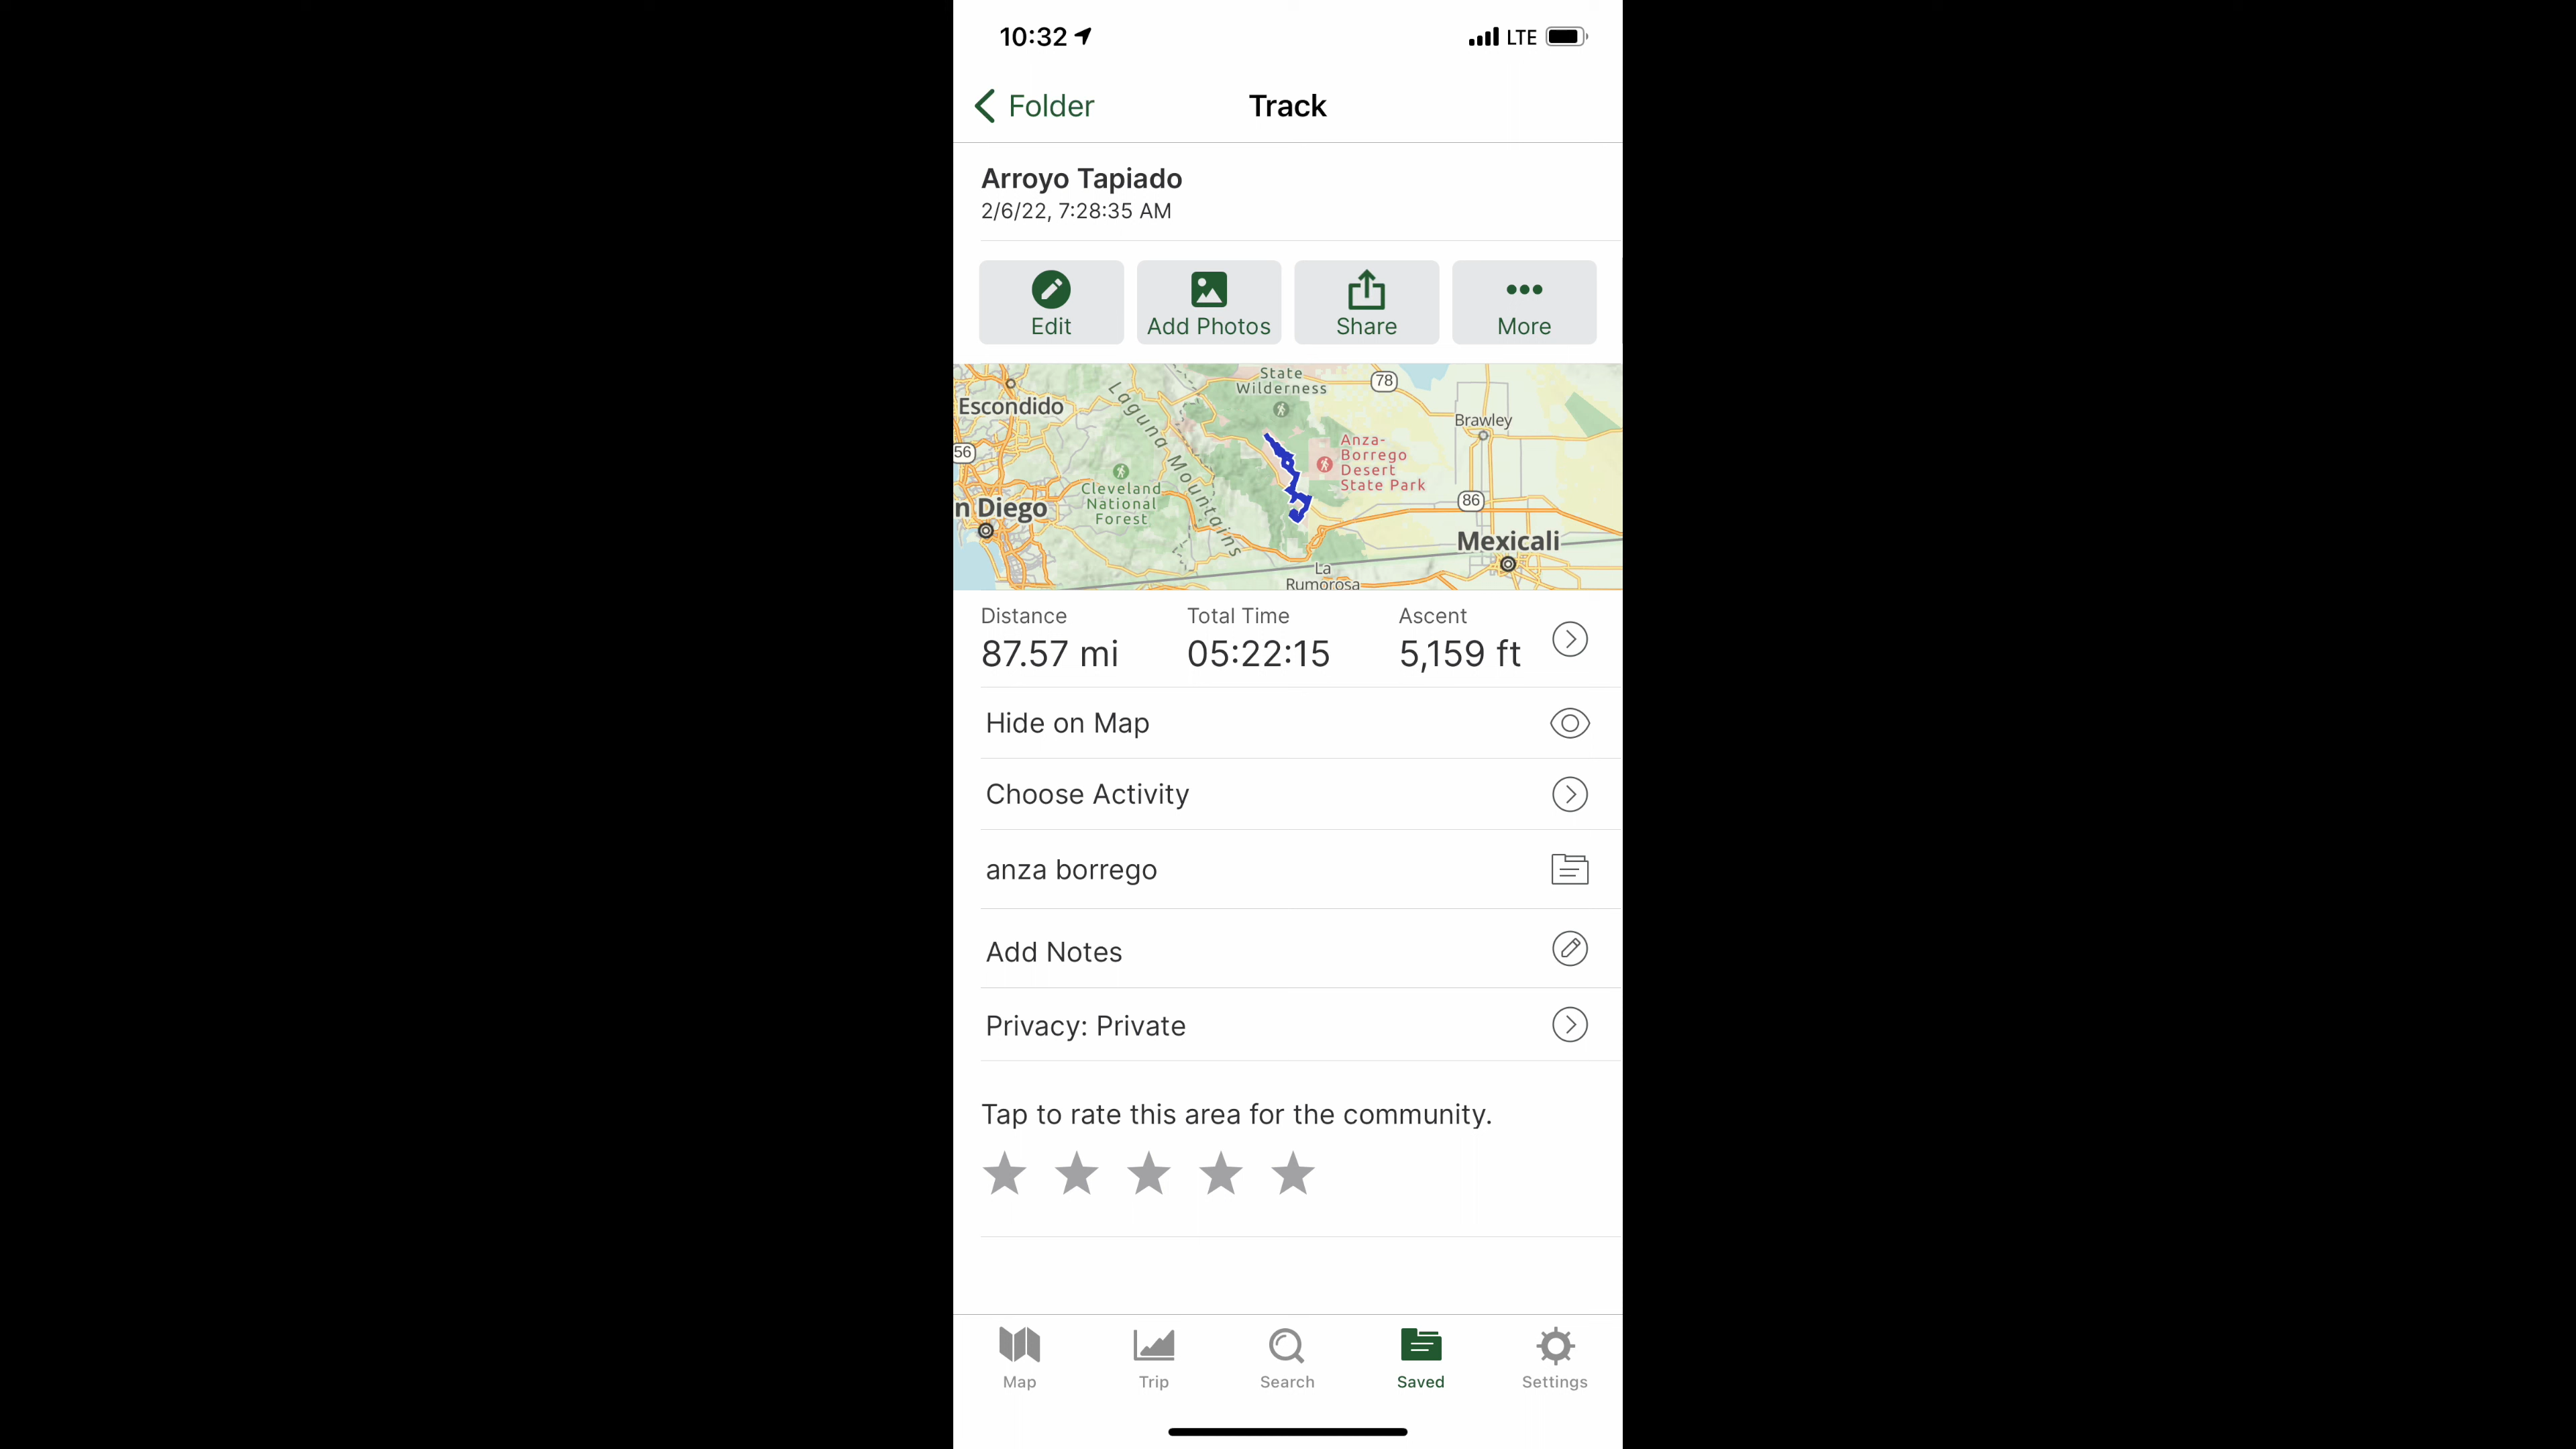 10:32
LTE
Folder
Track
Arroyo Tapiado
2/6/22, 7:28:35 AM
Edit
Add Photos
Share
More
State
Wilderness
78
Escondido
Laguna Mountains
Brawley
56
Anza-
Borrego
Desert
State Park
Cleveland
National
Forest
n Diego
86
Mexicali
La
Rumorosa
Distance
Total Time
Ascent
87.57 mi
05:22:15
5,159 ft
Hide on Map
Choose Activity
anza borrego
Add Notes
Privacy: Private
Tap to rate this area for the community.
Map
Trip
Search
Saved
Settings